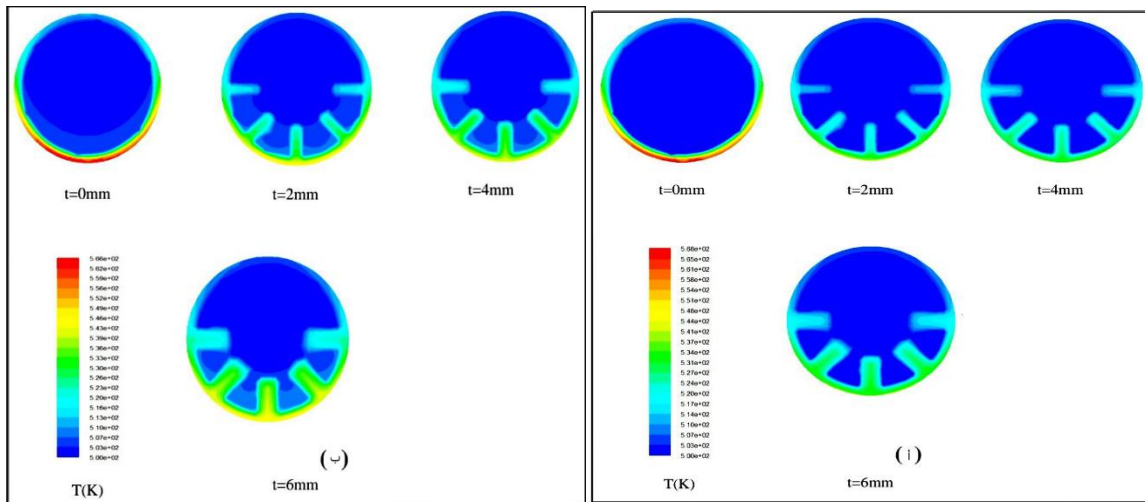 t=0mm
t=2mm
t=4mm
5.66e+02
5.62e+02
5.59e+02
5.56e+02
5.52e+02
5.49e+02
5.46e+02
5.43e+02
5.39e+02
5.36e+02
5.33e+02
5.30e+02
5.26e+02
5.23e+02
5.20e+02
5.16e+02
5.13e+02
5.10e+02
5.07e+02
5.03e+02
5.00e+02
T(K)
(ب)
t=6mm
t=0mm
t=2mm
t=4mm
5.68e+02
5.65e+02
5.61e+02
5.58e+02
5.54e+02
5.51e+02
5.48e+02
5.44e+02
5.41e+02
5.37e+02
5.34e+02
5.31e+02
5.27e+02
5.24e+02
5.20e+02
5.17e+02
5.14e+02
5.10e+02
5.07e+02
5.03e+02
5.00e+02
T(K)
(أ)
t=6mm